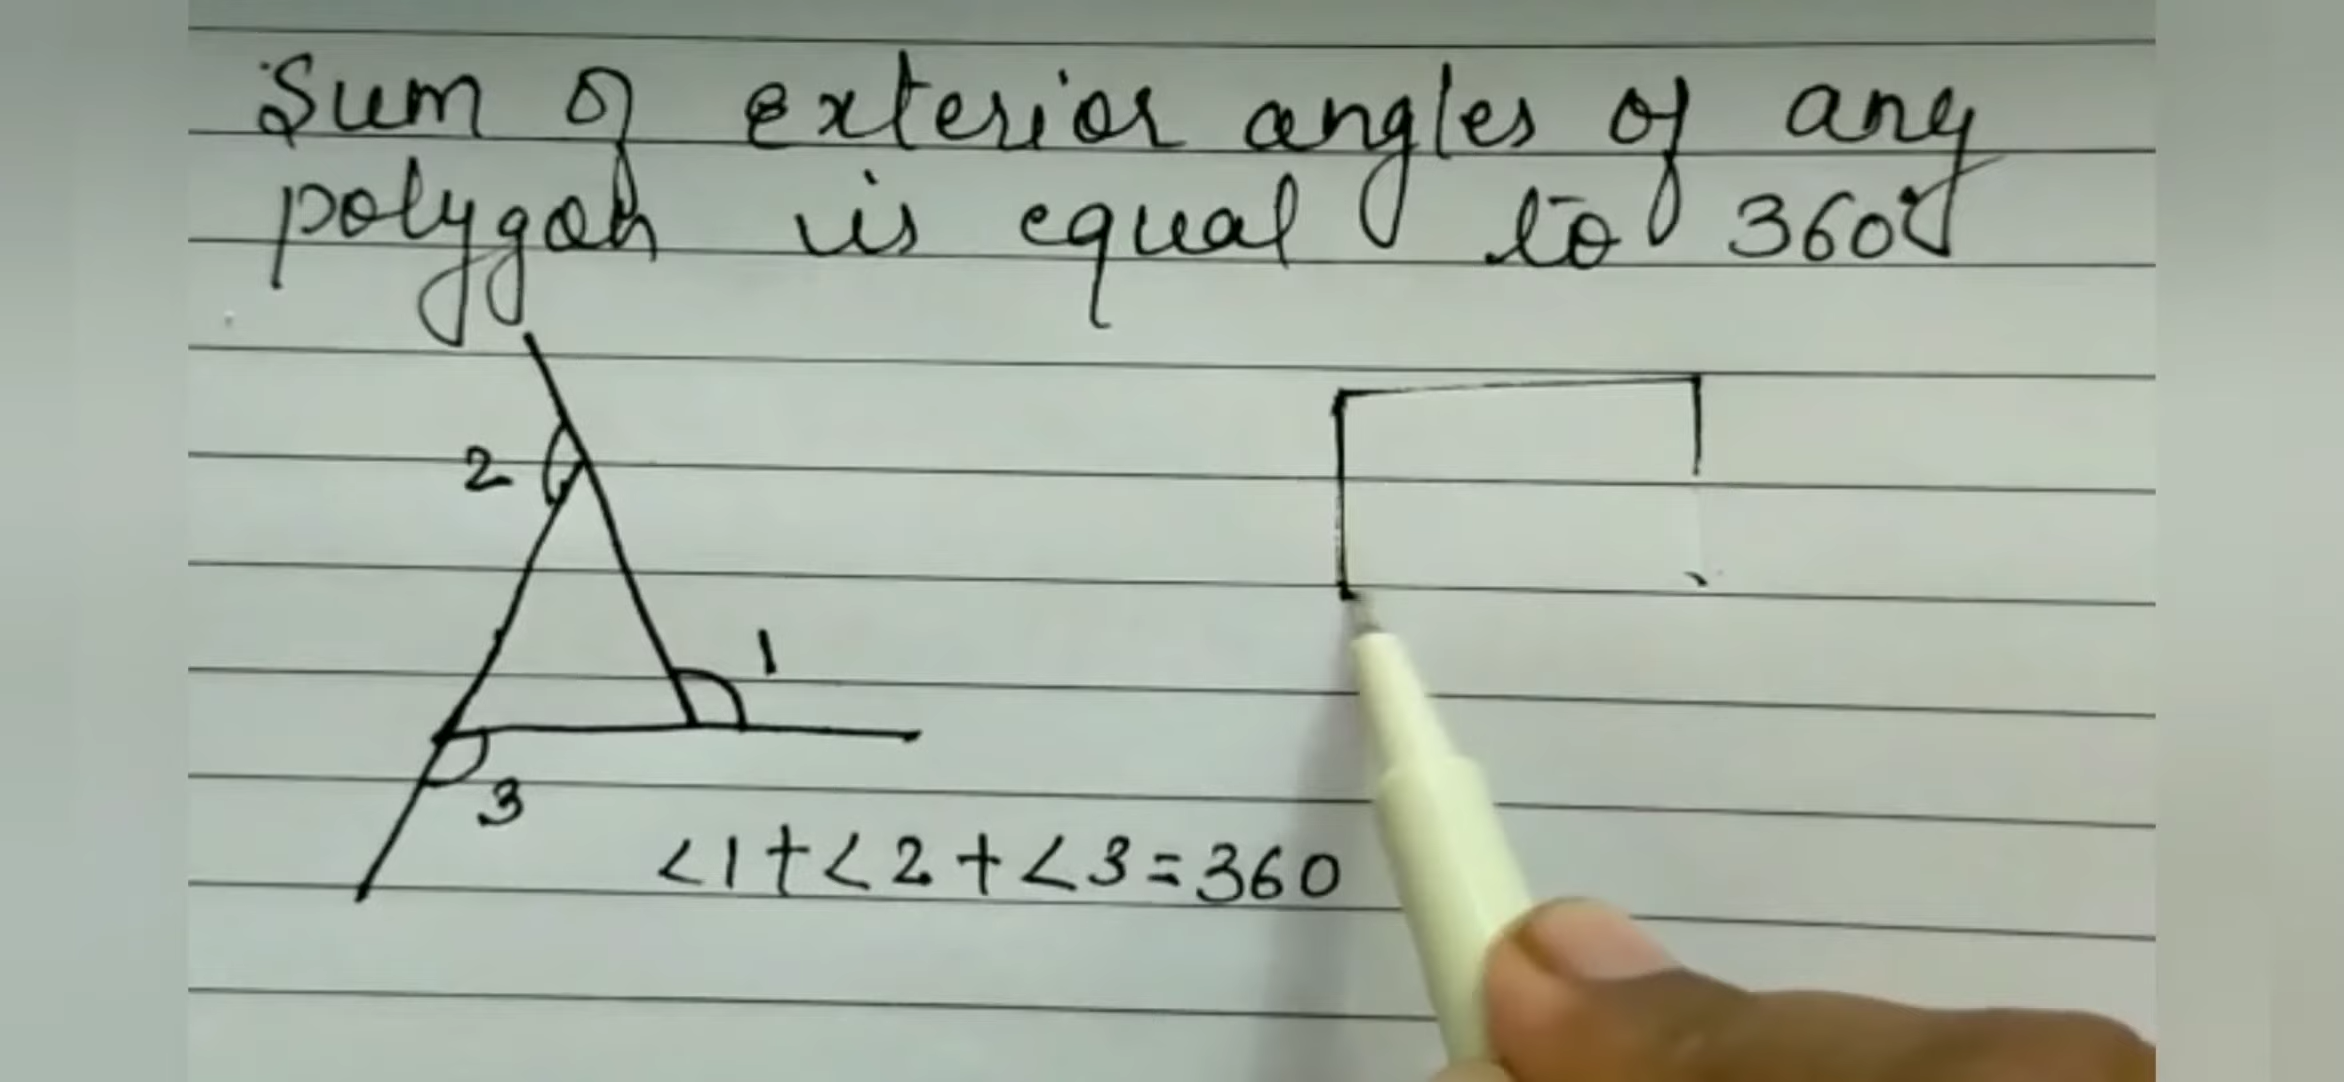 Sum of exterior angles of any
polygon is equal to 360°
2
1
3
∠1+∠2+∠3=360